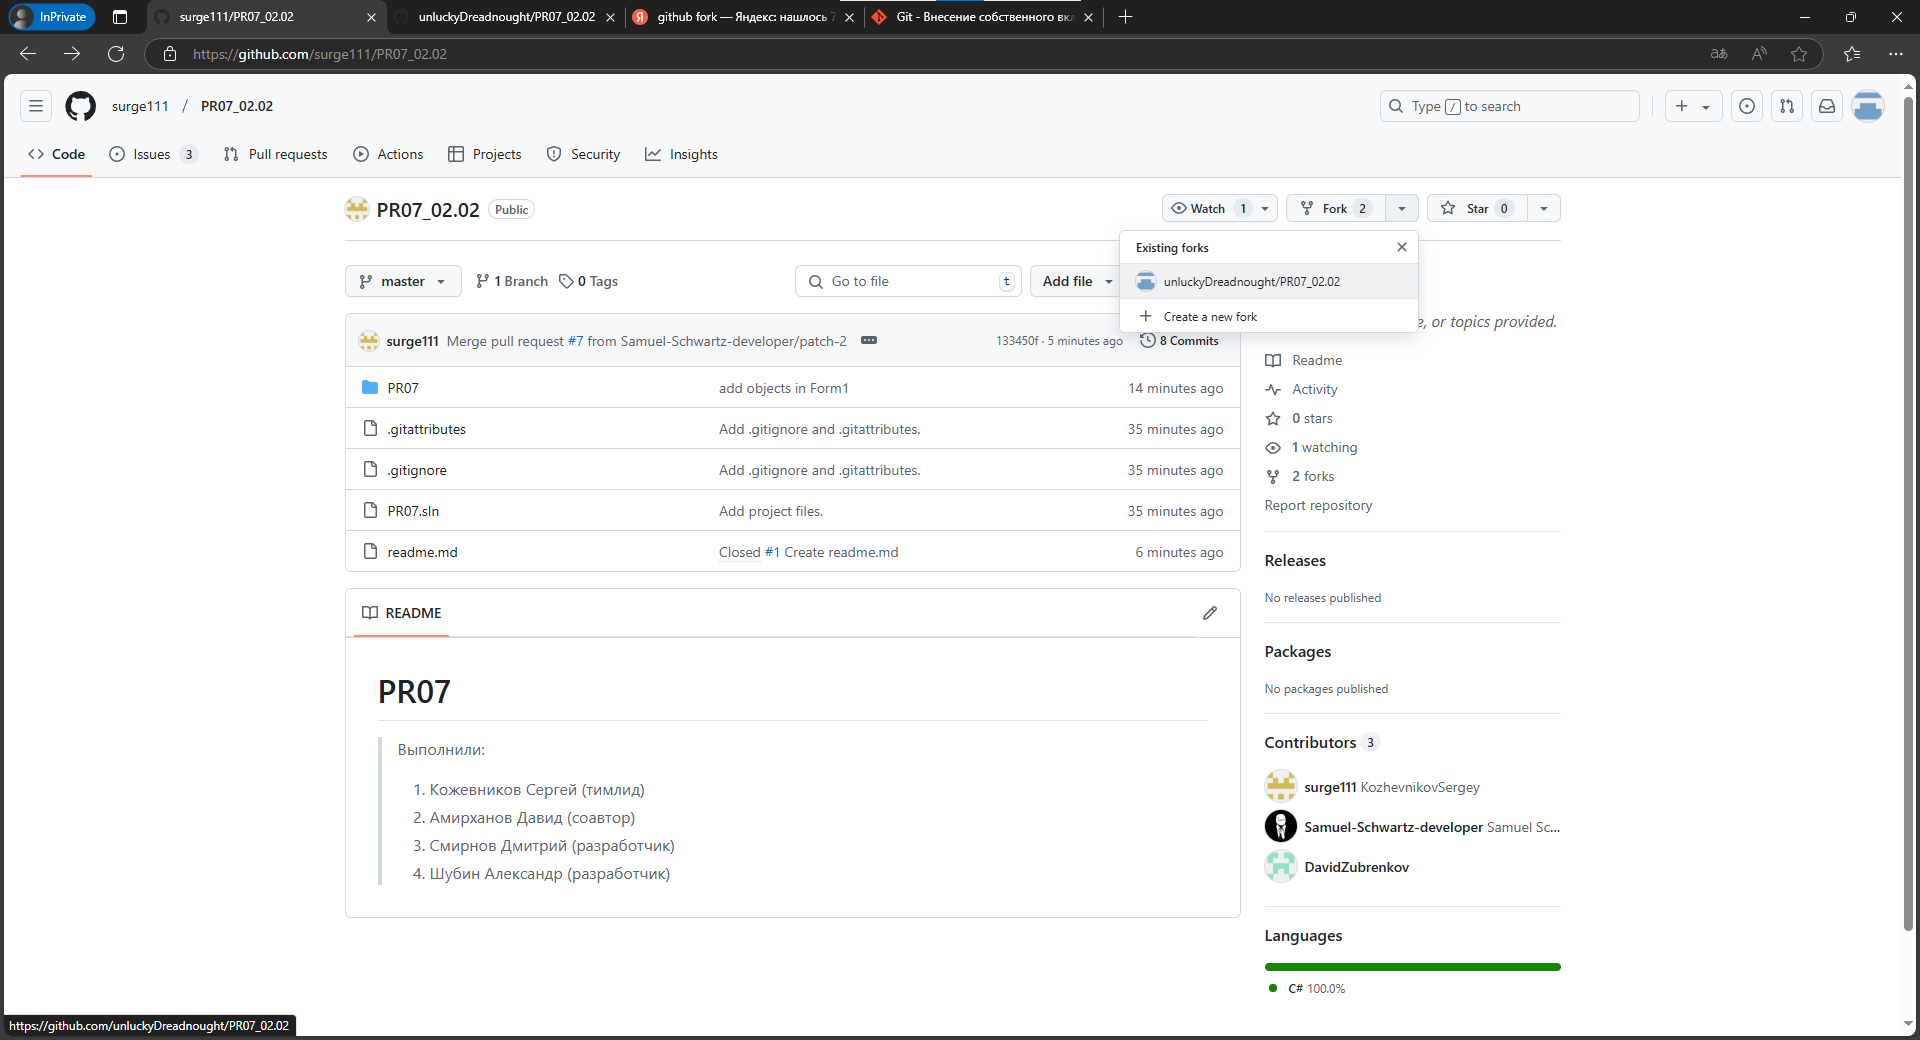 InPrivate
surge111/PR07_02.02
unluckyDreadnought/PR07_02.02
github fork — Яндекс: нашлось 7
Git - Внесение собственного вкл
https://github.com/surge111/PR07_02.02
surge111 / PR07_02.02
Type / to search
Code
Issues 3
Pull requests
Actions
Projects
Security
Insights
PR07_02.02 Public
Watch 1
Fork 2
Star 0
Existing forks
unluckyDreadnought/PR07_02.02
Create a new fork
master
1 Branch
0 Tags
Go to file t
Add file
or topics provided.
surge111 Merge pull request #7 from Samuel-Schwartz-developer/patch-2
133450f · 5 minutes ago
8 Commits
PR07 add objects in Form1 14 minutes ago
.gitattributes Add .gitignore and .gitattributes. 35 minutes ago
.gitignore Add .gitignore and .gitattributes. 35 minutes ago
PR07.sln Add project files. 35 minutes ago
readme.md Closed #1 Create readme.md 6 minutes ago
README
PR07
Выполнили:
1. Кожевников Сергей (тимлид)
2. Амирханов Давид (соавтор)
3. Смирнов Дмитрий (разработчик)
4. Шубин Александр (разработчик)
Readme
Activity
0 stars
1 watching
2 forks
Report repository
Releases
No releases published
Packages
No packages published
Contributors 3
surge111 KozhevnikovSergey
Samuel-Schwartz-developer Samuel Sc...
DavidZubrenkov
Languages
C# 100.0%
https://github.com/unluckyDreadnought/PR07_02.02